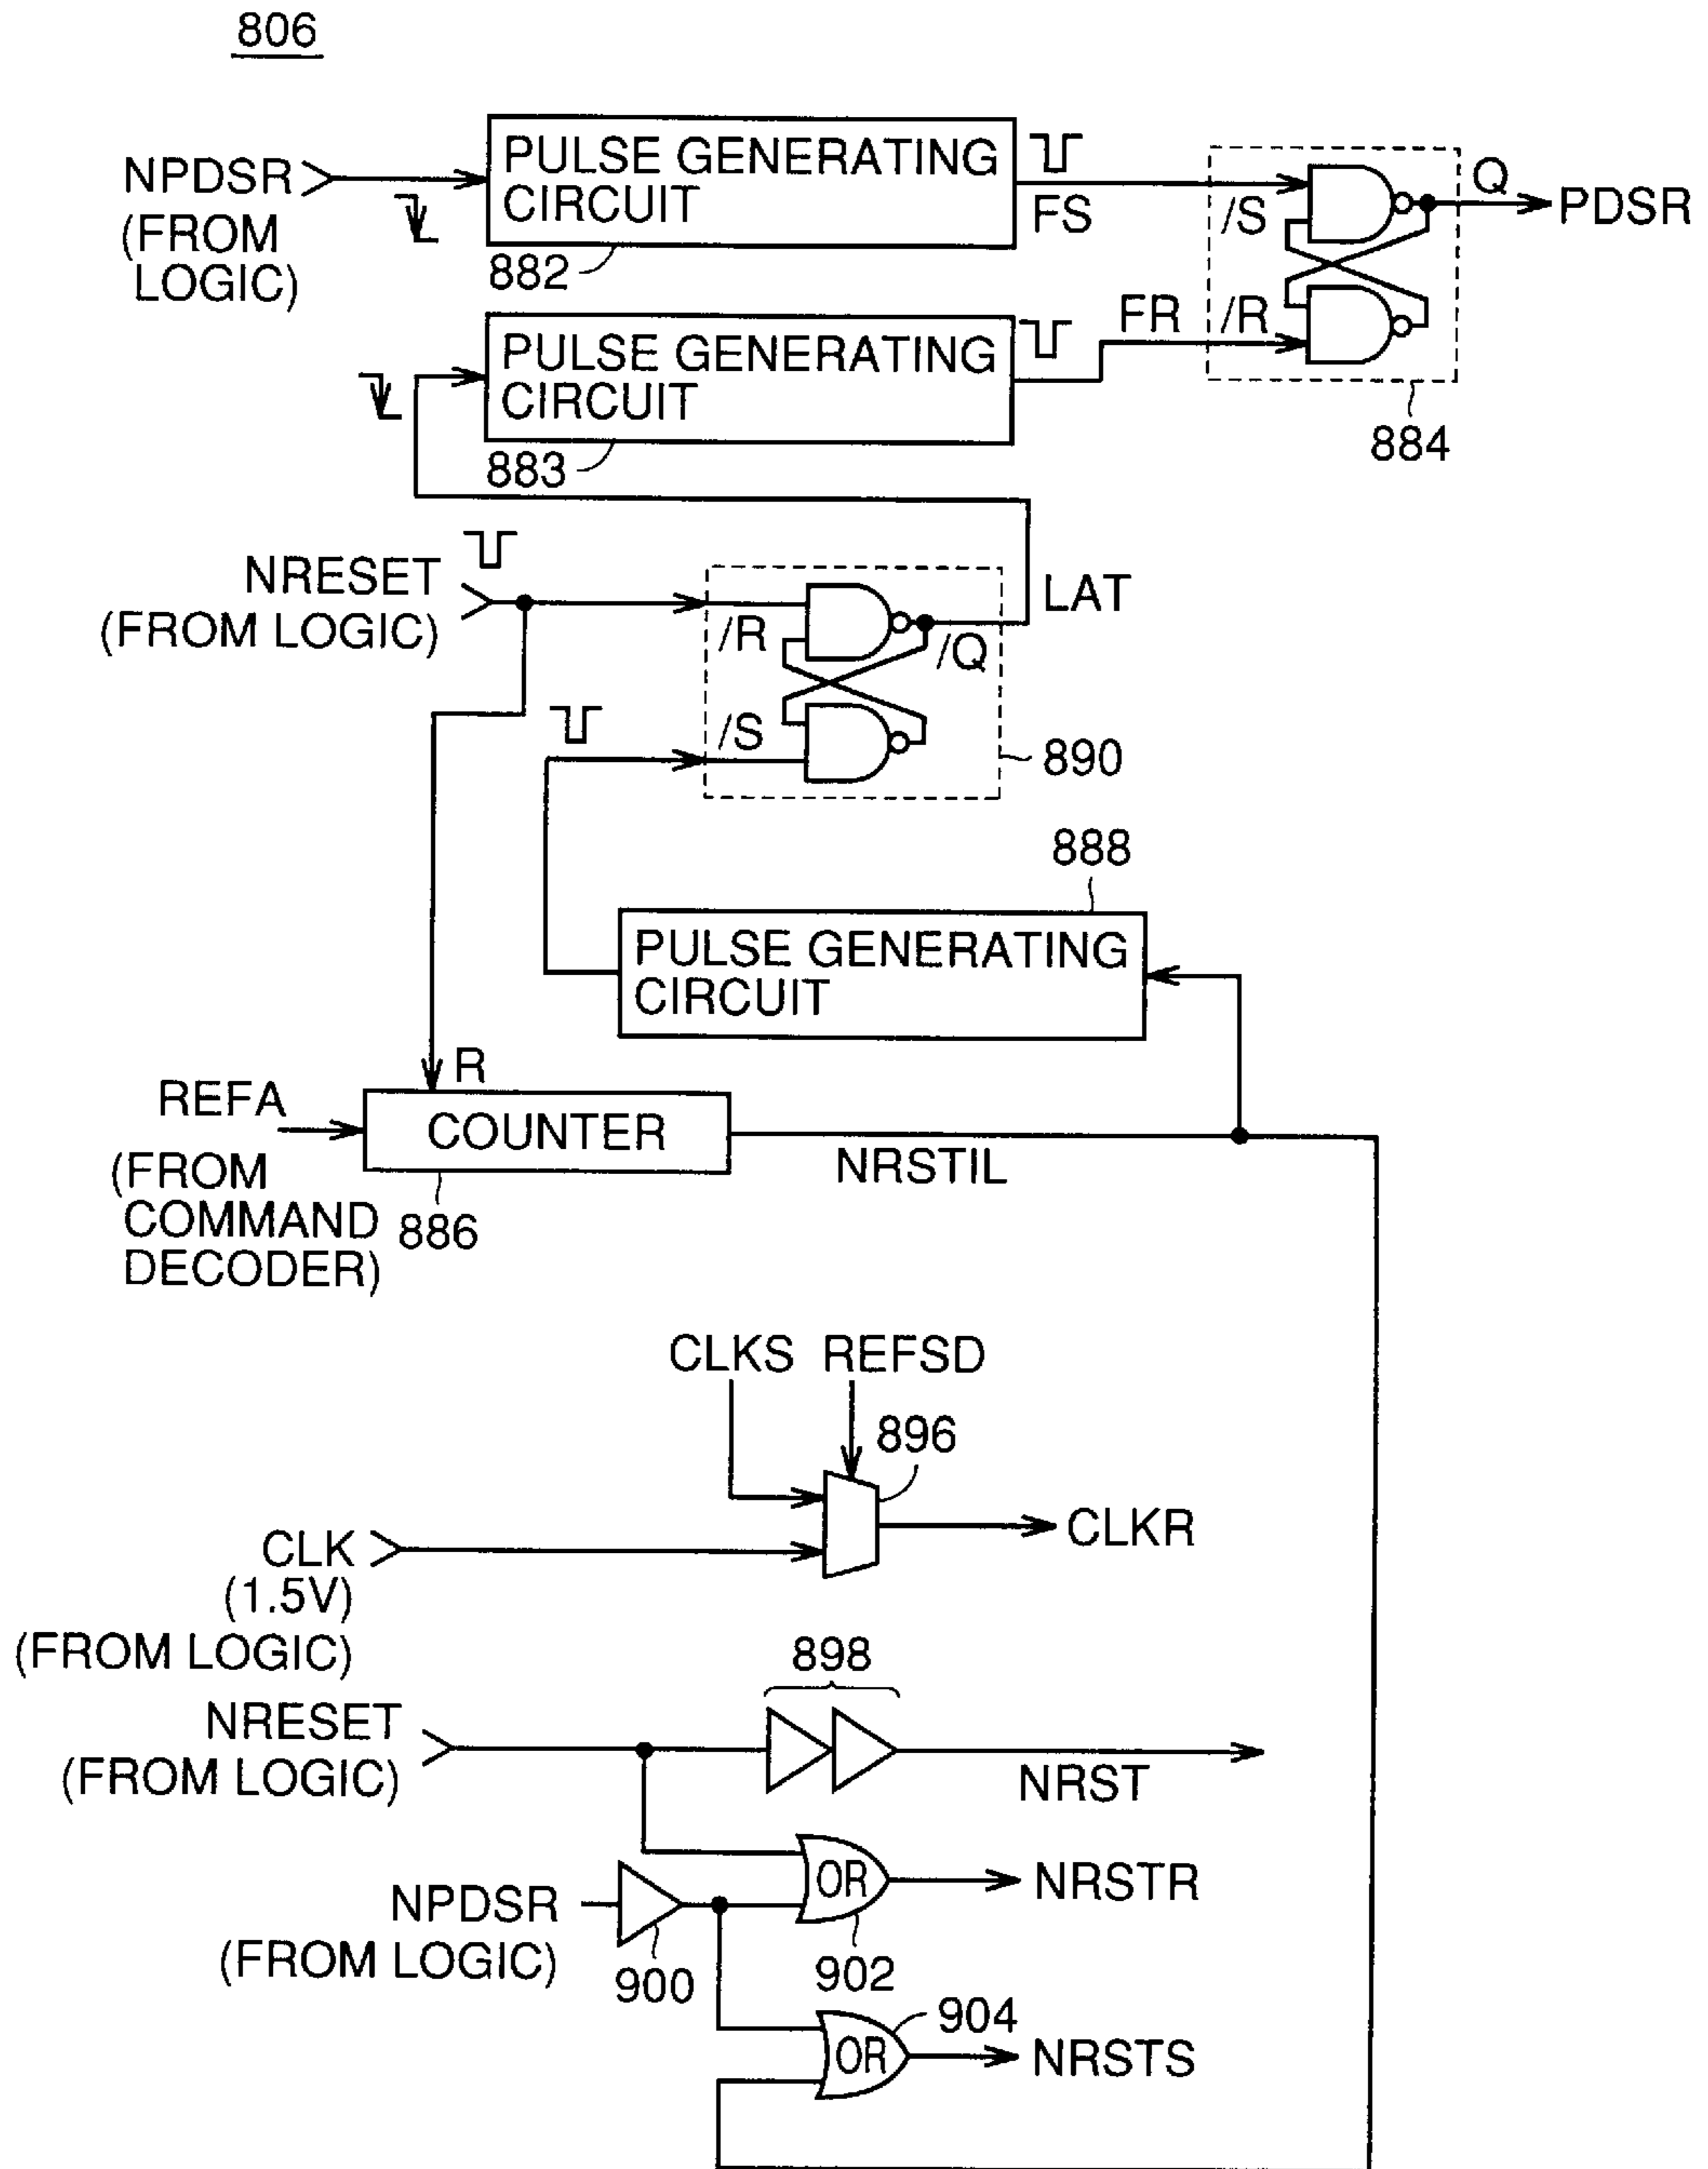 806
NPDSR
(FROM
LOGIC)
PULSE GENERATING
CIRCUIT
882
FS
/S
Q
PDSR
PULSE GENERATING
CIRCUIT
883
FR
/R
884
NRESET
(FROM LOGIC)
/R
/Q
LAT
/S
890
888
PULSE GENERATING
CIRCUIT
R
REFA
(FROM
COMMAND
DECODER)
COUNTER
886
NRSTIL
CLKS REFSD
896
CLK
(1.5V)
(FROM LOGIC)
CLKR
898
NRESET
(FROM LOGIC)
NRST
OR
NRSTR
NPDSR
(FROM LOGIC)
900
902
904
OR
NRSTS